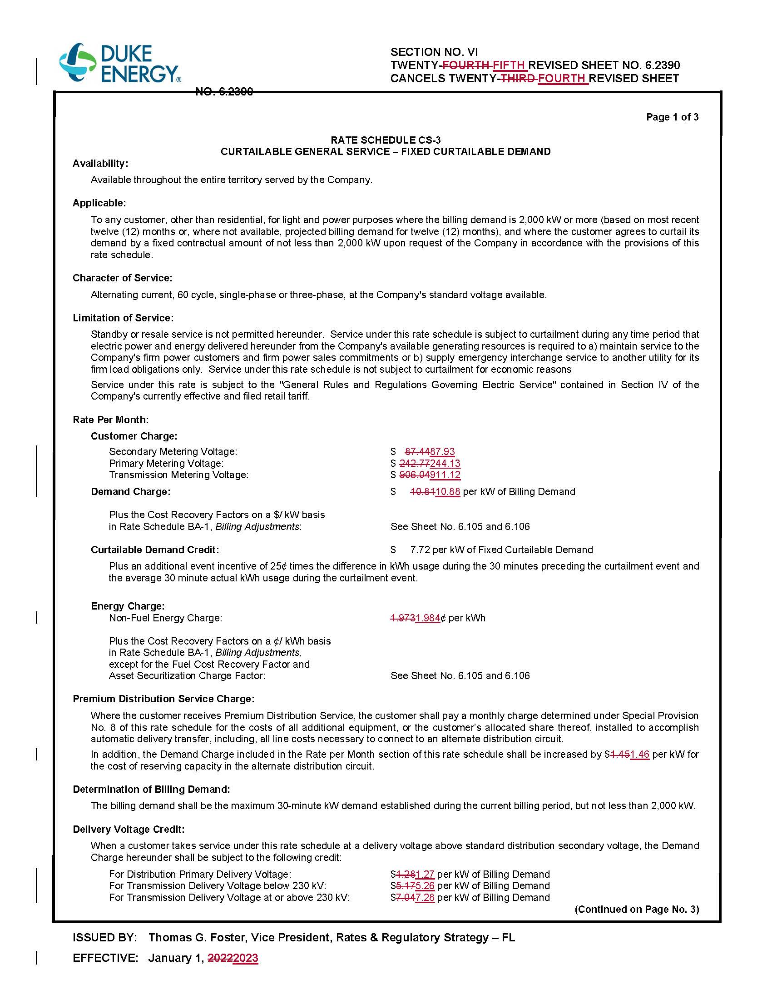 DUKE
ENERGY®
SECTION NO. VI
TWENTY-FOURTH FIFTH REVISED SHEET NO. 6.2390
CANCELS TWENTY-THIRD FOURTH REVISED SHEET
NO. 6.2390
Page 1 of 3
RATE SCHEDULE CS-3
CURTAILABLE GENERAL SERVICE – FIXED CURTAILABLE DEMAND
Availability:
Available throughout the entire territory served by the Company.
Applicable:
To any customer, other than residential, for light and power purposes where the billing demand is 2,000 kW or more (based on most recent
twelve (12) months or, where not available, projected billing demand for twelve (12) months), and where the customer agrees to curtail its
demand by a fixed contractual amount of not less than 2,000 kW upon request of the Company in accordance with the provisions of this
rate schedule.
Character of Service:
Alternating current, 60 cycle, single-phase or three-phase, at the Company's standard voltage available.
Limitation of Service:
Standby or resale service is not permitted hereunder. Service under this rate schedule is subject to curtailment during any time period that
electric power and energy delivered hereunder from the Company's available generating resources is required to a) maintain service to the
Company's firm power customers and firm power sales commitments or b) supply emergency interchange service to another utility for its
firm load obligations only. Service under this rate schedule is not subject to curtailment for economic reasons
Service under this rate is subject to the "General Rules and Regulations Governing Electric Service" contained in Section IV of the
Company's currently effective and filed retail tariff.
Rate Per Month:
Customer Charge:
Secondary Metering Voltage: $ 87.4487.93
Primary Metering Voltage: $ 242.77244.13
Transmission Metering Voltage: $ 906.04911.12
Demand Charge: $ 10.8110.88 per kW of Billing Demand
Plus the Cost Recovery Factors on a $/ kW basis
in Rate Schedule BA-1, Billing Adjustments: See Sheet No. 6.105 and 6.106
Curtailable Demand Credit: $ 7.72 per kW of Fixed Curtailable Demand
Plus an additional event incentive of 25¢ times the difference in kWh usage during the 30 minutes preceding the curtailment event and
the average 30 minute actual kWh usage during the curtailment event.
Energy Charge:
Non-Fuel Energy Charge: 1.9731.984¢ per kWh
Plus the Cost Recovery Factors on a ¢/ kWh basis
in Rate Schedule BA-1, Billing Adjustments,
except for the Fuel Cost Recovery Factor and
Asset Securitization Charge Factor: See Sheet No. 6.105 and 6.106
Premium Distribution Service Charge:
Where the customer receives Premium Distribution Service, the customer shall pay a monthly charge determined under Special Provision
No. 8 of this rate schedule for the costs of all additional equipment, or the customer's allocated share thereof, installed to accomplish
automatic delivery transfer, including, all line costs necessary to connect to an alternate distribution circuit.
In addition, the Demand Charge included in the Rate per Month section of this rate schedule shall be increased by $1.451.46 per kW for
the cost of reserving capacity in the alternate distribution circuit.
Determination of Billing Demand:
The billing demand shall be the maximum 30-minute kW demand established during the current billing period, but not less than 2,000 kW.
Delivery Voltage Credit:
When a customer takes service under this rate schedule at a delivery voltage above standard distribution secondary voltage, the Demand
Charge hereunder shall be subject to the following credit:
For Distribution Primary Delivery Voltage: $1.281.27 per kW of Billing Demand
For Transmission Delivery Voltage below 230 kV: $5.175.26 per kW of Billing Demand
For Transmission Delivery Voltage at or above 230 kV: $7.047.28 per kW of Billing Demand
(Continued on Page No. 3)
ISSUED BY: Thomas G. Foster, Vice President, Rates & Regulatory Strategy – FL
EFFECTIVE: January 1, 20222023